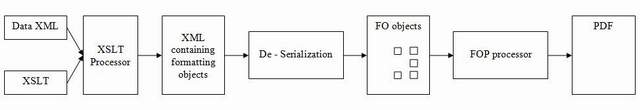 Data XML
XSLT
XSLT
Processor
XML
containing
formatting
objects
De - Serialization
FO objects
FOP processor
PDF